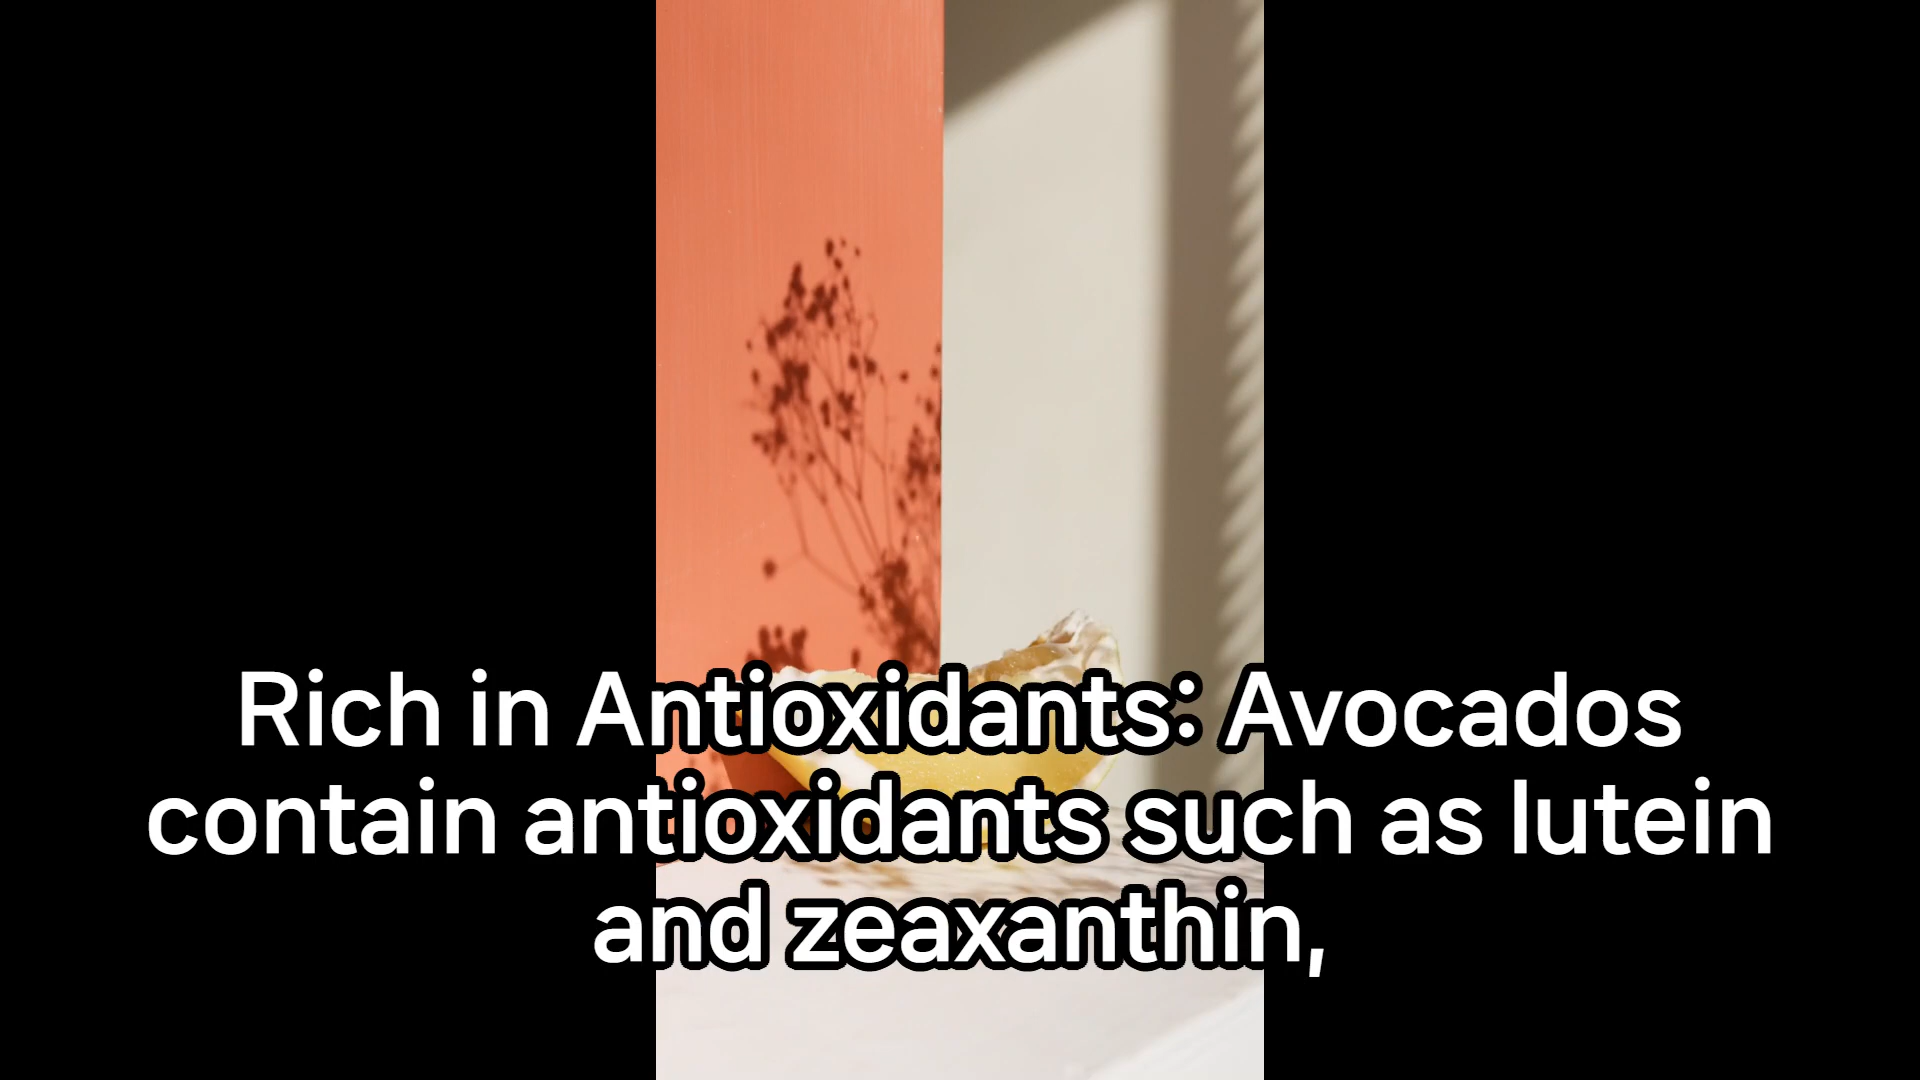 Rich in Antioxidants: Avocados
contain antioxidants such as lutein
and zeaxanthin,